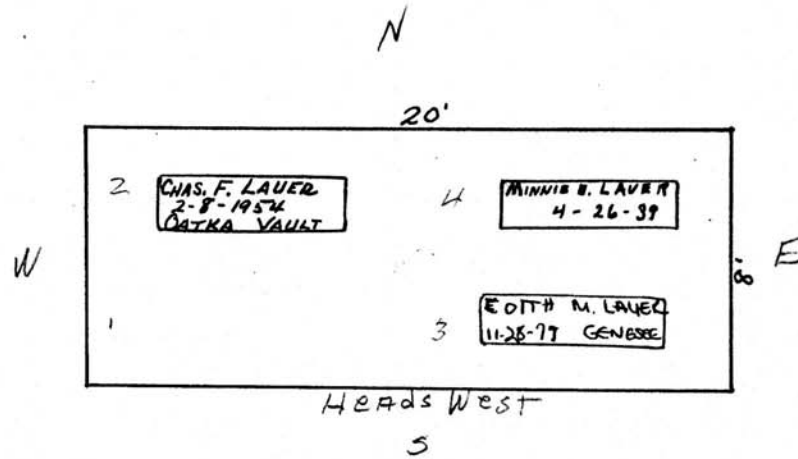 N
20'
2 CHAS. F. LAUER
2-8-1954
OATKA VAULT
4 MINNIE E. LAUER
4-26-39
W
E
8'
1
3 EDITH M. LAUER
11-28-79 GENESEE
HeAds West
S